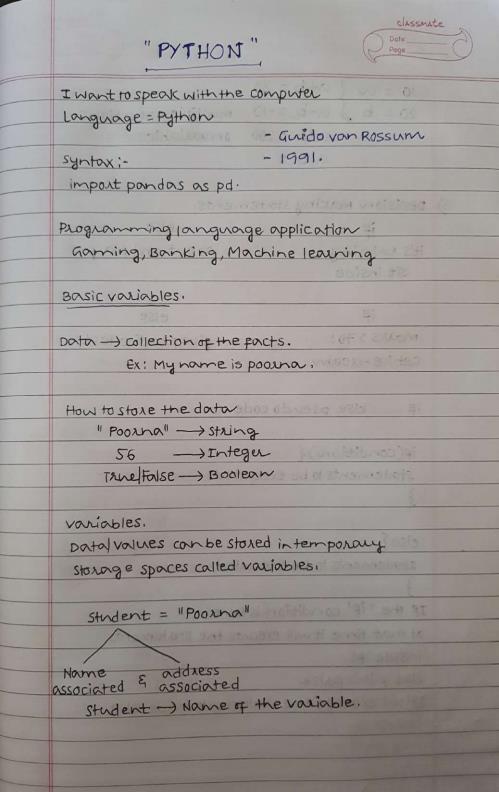 classmate
Date
Page
"PYTHON"
I want to speak with the computer
Language = Python
- Guido van Rossum
Syntax :-
- 1991.
import pandas as pd.
Programming language application :-
Gaming, Banking, Machine learning
Basic variables.
Data → collection of the facts.
Ex: My name is poorna.
How to store the data
"Poorna" → String
56 → Integer
True/False → Boolean
variables.
Data/values can be stored in temporary
storage spaces called variables.
Student = "Poorna"
Name associated & address associated
Student → Name of the variable.